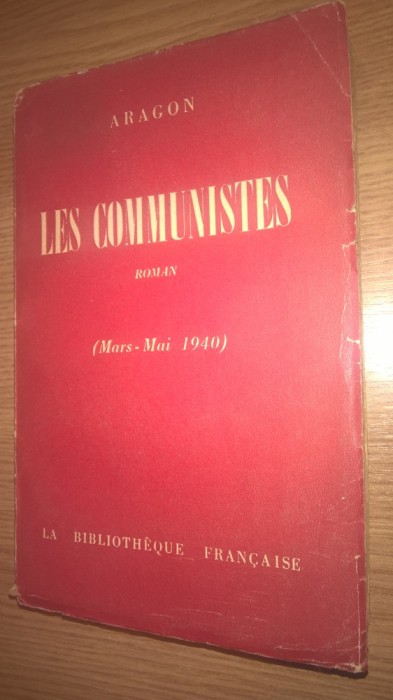 ARAGON
LES COMMUNISTES
ROMAN
(Mars-Mai 1940)
LA BIBLIOTHÈQUE FRANÇAISE